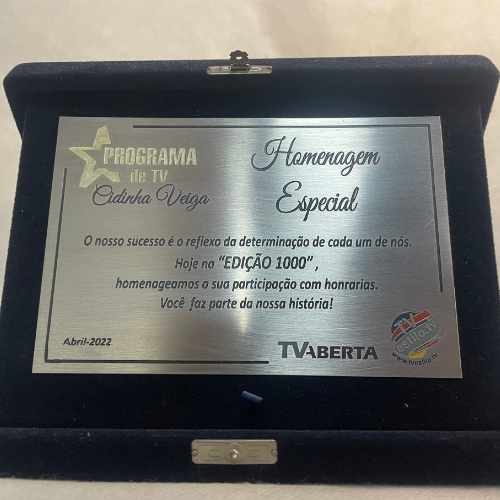 PROGRAMA
de TV
Cidinha Veiga
Homenagem
Especial
O nosso sucesso é o reflexo da determinação de cada um de nós.
Hoje na "EDIÇÃO 1000" ,
homenageamos a sua participação com honrarias.
Você faz parte da nossa história!
Abril-2022
TVABERTA
TV